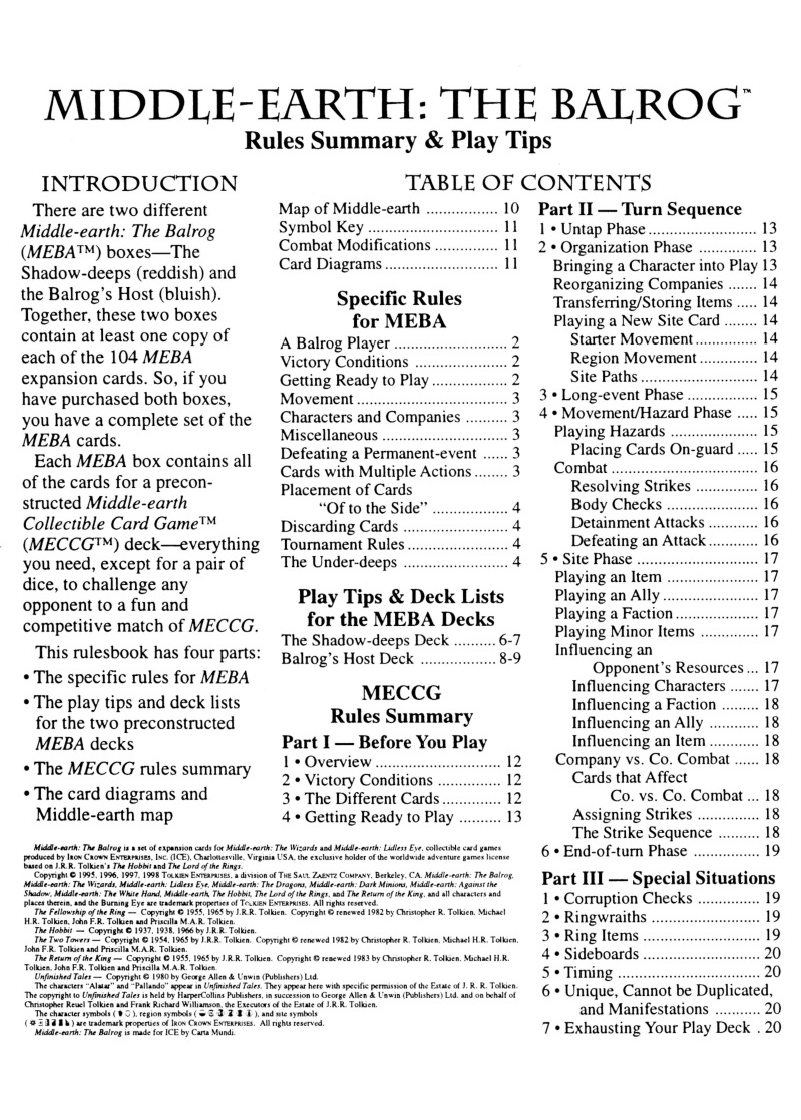 MIDDLE-EARTH: THE BALROG™
Rules Summary & Play Tips
INTRODUCTION
There are two different
Middle-earth: The Balrog
(MEBA™) boxes—The
Shadow-deeps (reddish) and
the Balrog's Host (bluish).
Together, these two boxes
contain at least one copy of
each of the 104 MEBA
expansion cards. So, if you
have purchased both boxes,
you have a complete set of the
MEBA cards.
Each MEBA box contains all
of the cards for a precon-
structed Middle-earth
Collectible Card Game™
(MECCG™) deck—everything
you need, except for a pair of
dice, to challenge any
opponent to a fun and
competitive match of MECCG.
This rulesbook has four parts:
• The specific rules for MEBA
• The play tips and deck lists
for the two preconstructed
MEBA decks
• The MECCG rules summary
• The card diagrams and
Middle-earth map
TABLE OF CONTENTS
Map of Middle-earth ................. 10
Symbol Key ............................... 11
Combat Modifications ............... 11
Card Diagrams ........................... 11
Specific Rules
for MEBA
A Balrog Player ........................... 2
Victory Conditions ...................... 2
Getting Ready to Play .................. 2
Movement .................................... 3
Characters and Companies .......... 3
Miscellaneous .............................. 3
Defeating a Permanent-event ...... 3
Cards with Multiple Actions ........ 3
Placement of Cards
"Of to the Side" ................... 4
Discarding Cards ......................... 4
Tournament Rules ........................ 4
The Under-deeps ......................... 4
Play Tips & Deck Lists
for the MEBA Decks
The Shadow-deeps Deck .......... 6-7
Balrog's Host Deck .................. 8-9
MECCG
Rules Summary
Part I — Before You Play
1 • Overview .............................. 12
2 • Victory Conditions ................ 12
3 • The Different Cards .............. 12
4 • Getting Ready to Play .......... 13
Part II — Turn Sequence
1 • Untap Phase .......................... 13
2 • Organization Phase .............. 13
Bringing a Character into Play 13
Reorganizing Companies ....... 14
Transferring/Storing Items ..... 14
Playing a New Site Card ........ 14
Starter Movement ............... 14
Region Movement .............. 14
Site Paths ............................ 14
3 • Long-event Phase ................. 15
4 • Movement/Hazard Phase ..... 15
Playing Hazards ..................... 15
Placing Cards On-guard ..... 15
Combat ................................... 16
Resolving Strikes ............... 16
Body Checks ...................... 16
Detainment Attacks ............ 16
Defeating an Attack ............ 16
5 • Site Phase ............................. 17
Playing an Item ...................... 17
Playing an Ally ...................... 17
Playing a Faction .................... 17
Playing Minor Items .............. 17
Influencing an
Opponent's Resources ... 17
Influencing Characters ....... 17
Influencing a Faction ......... 18
Influencing an Ally ............ 18
Influencing an Item ............ 18
Company vs. Co. Combat ...... 18
Cards that Affect
Co. vs. Co. Combat ... 18
Assigning Strikes ............... 18
The Strike Sequence .......... 18
6 • End-of-turn Phase ................ 19
Part III — Special Situations
1 • Corruption Checks ............... 19
2 • Ringwraiths .......................... 19
3 • Ring Items ............................ 19
4 • Sideboards ............................ 20
5 • Timing .................................. 20
6 • Unique, Cannot be Duplicated,
and Manifestations ........... 20
7 • Exhausting Your Play Deck . 20
Middle-earth: The Balrog is a set of expansion cards for Middle-earth: The Wizards and Middle-earth: Lidless Eye, collectible card games
produced by IRON CROWN ENTERPRISES, INC. (ICE), Charlottesville, Virginia USA, the exclusive holder of the worldwide adventure games license
based on J.R.R. Tolkien's The Hobbit and The Lord of the Rings.
Copyright © 1995, 1996, 1997, 1998 TOLKIEN ENTERPRISES, a division of THE SAUL ZAENTZ COMPANY, Berkeley, CA. Middle-earth: The Balrog,
Middle-earth: The Wizards, Middle-earth: Lidless Eye, Middle-earth: The Dragons, Middle-earth: Dark Minions, Middle-earth: Against the
Shadow, Middle-earth: The White Hand, Middle-earth, The Hobbit, The Lord of the Rings, and The Return of the King, and all characters and
places therein, and the Burning Eye are trademark properties of TOLKIEN ENTERPRISES. All rights reserved.
The Fellowship of the Ring — Copyright © 1955, 1965 by J.R.R. Tolkien. Copyright © renewed 1982 by Christopher R. Tolkien, Michael
H.R. Tolkien, John F.R. Tolkien and Priscilla M.A.R. Tolkien.
The Hobbit — Copyright © 1937, 1938, 1966 by J.R.R. Tolkien.
The Two Towers — Copyright © 1954, 1965 by J.R.R. Tolkien. Copyright © renewed 1982 by Christopher R. Tolkien, Michael H.R. Tolkien,
John F.R. Tolkien and Priscilla M.A.R. Tolkien.
The Return of the King — Copyright © 1955, 1965 by J.R.R. Tolkien. Copyright © renewed 1983 by Christopher R. Tolkien, Michael H.R.
Tolkien, John F.R. Tolkien and Priscilla M.A.R. Tolkien.
Unfinished Tales — Copyright © 1980 by George Allen & Unwin (Publishers) Ltd.
The characters "Alatar" and "Pallando" appear in Unfinished Tales. They appear here with specific permission of the Estate of J. R. R. Tolkien.
The copyright to Unfinished Tales is held by HarperCollins Publishers, in succession to George Allen & Unwin (Publishers) Ltd. and on behalf of
Christopher Reuel Tolkien and Frank Richard Williamson, the Executors of the Estate of J.R.R. Tolkien.
The character symbols ( ), region symbols ( ), and site symbols
( ) are trademark properties of IRON CROWN ENTERPRISES. All rights reserved.
Middle-earth: The Balrog is made for ICE by Carta Mundi.